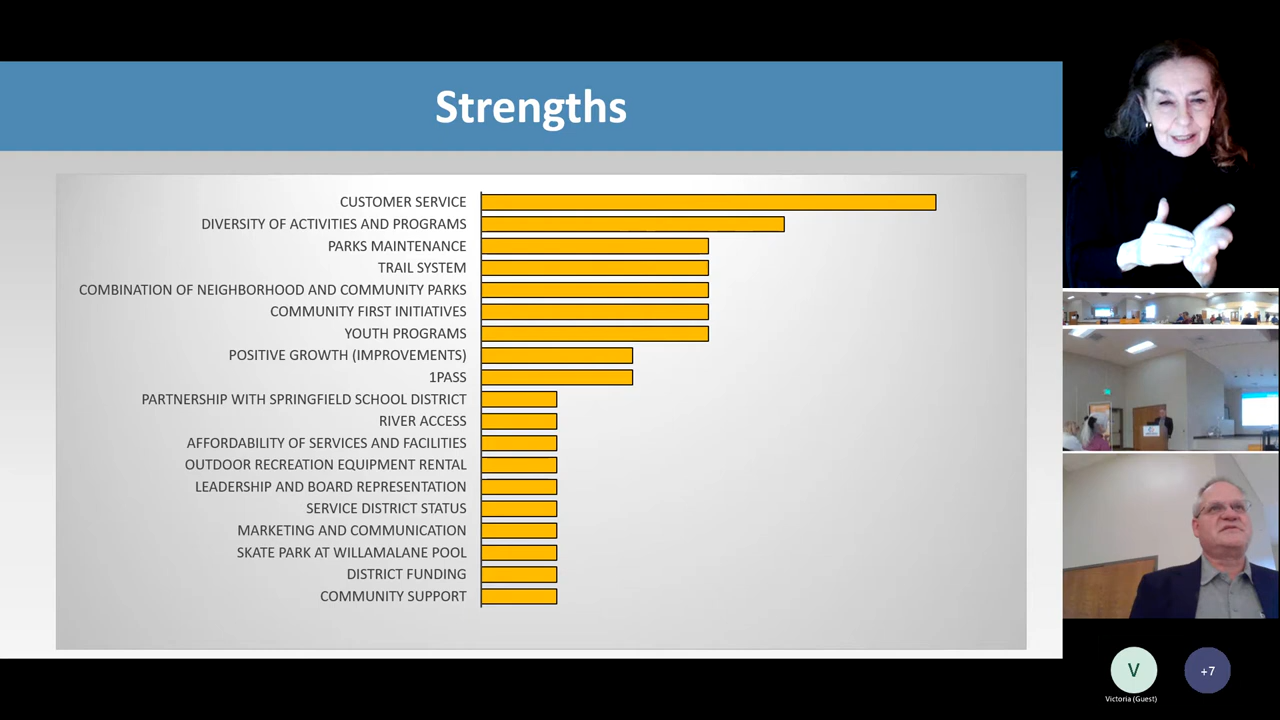 Strengths
CUSTOMER SERVICE
DIVERSITY OF ACTIVITIES AND PROGRAMS
PARKS MAINTENANCE
TRAIL SYSTEM
COMBINATION OF NEIGHBORHOOD AND COMMUNITY PARKS
COMMUNITY FIRST INITIATIVES
YOUTH PROGRAMS
POSITIVE GROWTH (IMPROVEMENTS)
1PASS
PARTNERSHIP WITH SPRINGFIELD SCHOOL DISTRICT
RIVER ACCESS
AFFORDABILITY OF SERVICES AND FACILITIES
OUTDOOR RECREATION EQUIPMENT RENTAL
LEADERSHIP AND BOARD REPRESENTATION
SERVICE DISTRICT STATUS
MARKETING AND COMMUNICATION
SKATE PARK AT WILLAMALANE POOL
DISTRICT FUNDING
COMMUNITY SUPPORT
V
+7
Victoria (Guest)